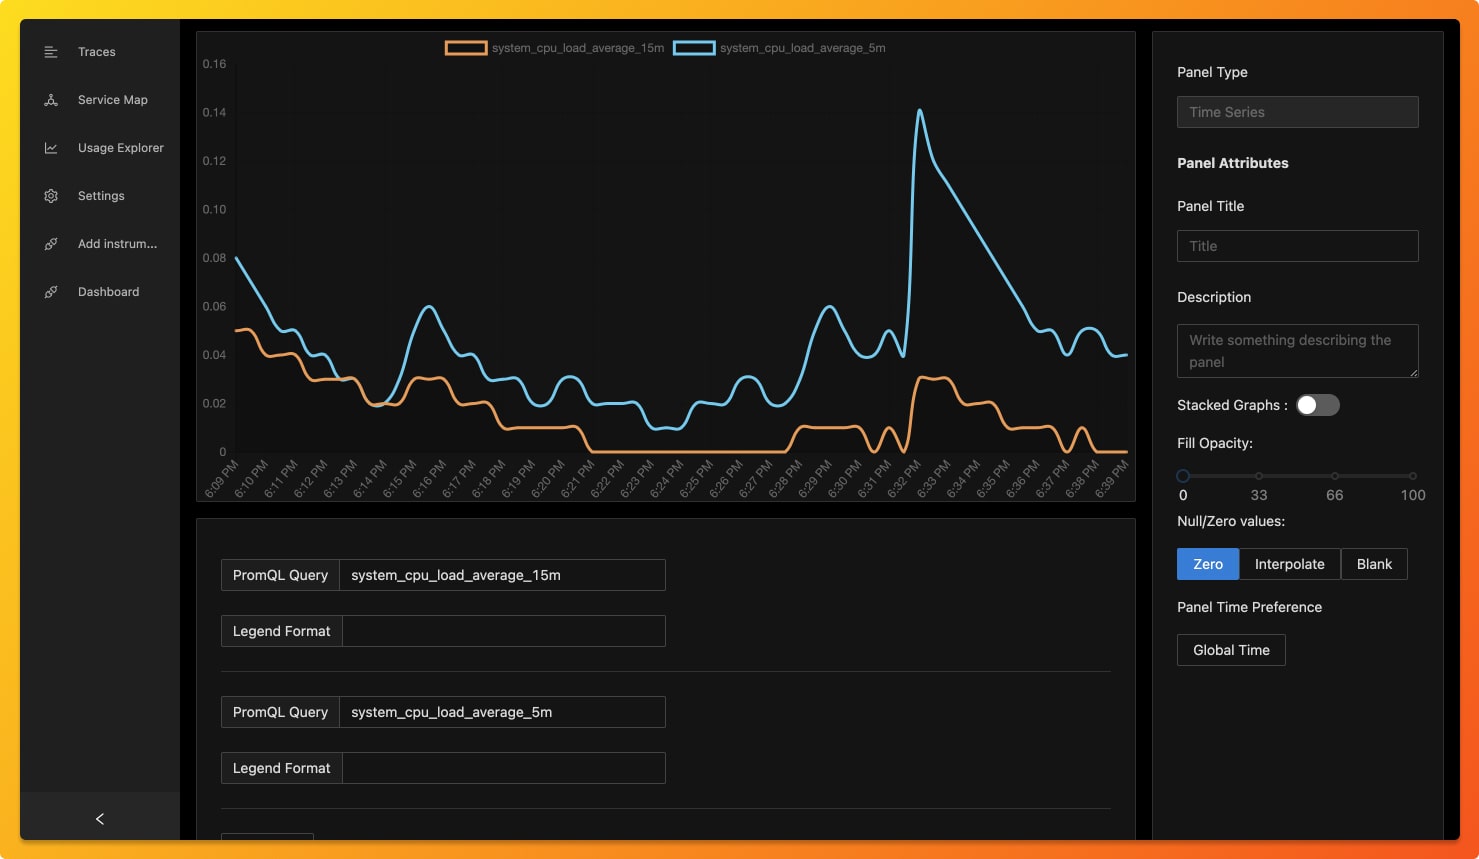 Traces
Service Map
Usage Explorer
Settings
Add instrum...
Dashboard
system_cpu_load_average_15m system_cpu_load_average_5m
0.16
0.14
0.12
0.10
0.08
0.06
0.04
0.02
0
6:09 PM 6:10 PM 6:11 PM 6:12 PM 6:13 PM 6:14 PM 6:15 PM 6:16 PM 6:17 PM 6:18 PM 6:19 PM 6:20 PM 6:21 PM 6:22 PM 6:23 PM 6:24 PM 6:25 PM 6:26 PM 6:27 PM 6:28 PM 6:29 PM 6:30 PM 6:31 PM 6:32 PM 6:33 PM 6:34 PM 6:35 PM 6:36 PM 6:37 PM 6:38 PM 6:39 PM
PromQL Query system_cpu_load_average_15m
Legend Format
PromQL Query system_cpu_load_average_5m
Legend Format
Panel Type
Time Series
Panel Attributes
Panel Title
Title
Description
Write something describing the
panel
Stacked Graphs :
Fill Opacity:
0 33 66 100
Null/Zero values:
Zero Interpolate Blank
Panel Time Preference
Global Time